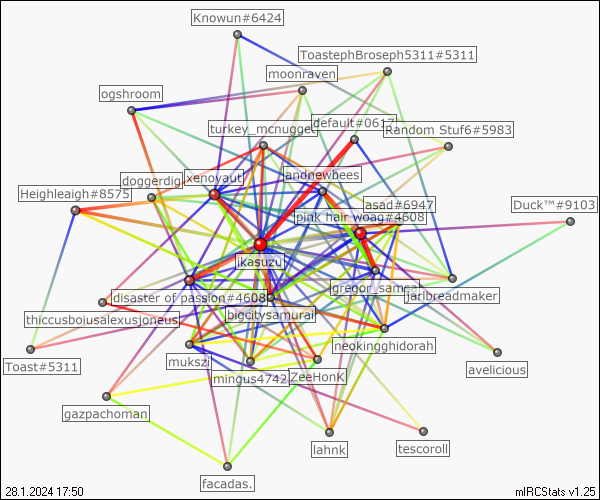 Knowun#6424
ToastephBroseph5311#5311
moonraven
ogshroom
turkey_mcnugget
default#0617
Random Stuf6#5983
doggerdig
xenovaut
landnewbees
Heighleaigh#8575
asad#6947
Duck™#9103
pink hair woag#4608
jkasuzu
gregor_samsa
disaster of passion#4608
jarlbreadmaker
thiccusboiusalexusjoneus
bigcitysamurai
neokingghidorah
Toast#5311
mukszi
mingus4742
ZeeHonK
avelicious
gazpachoman
lahnk
tescoroll
facadas.
28.1.2024 17:50
mIRCStats v1.25